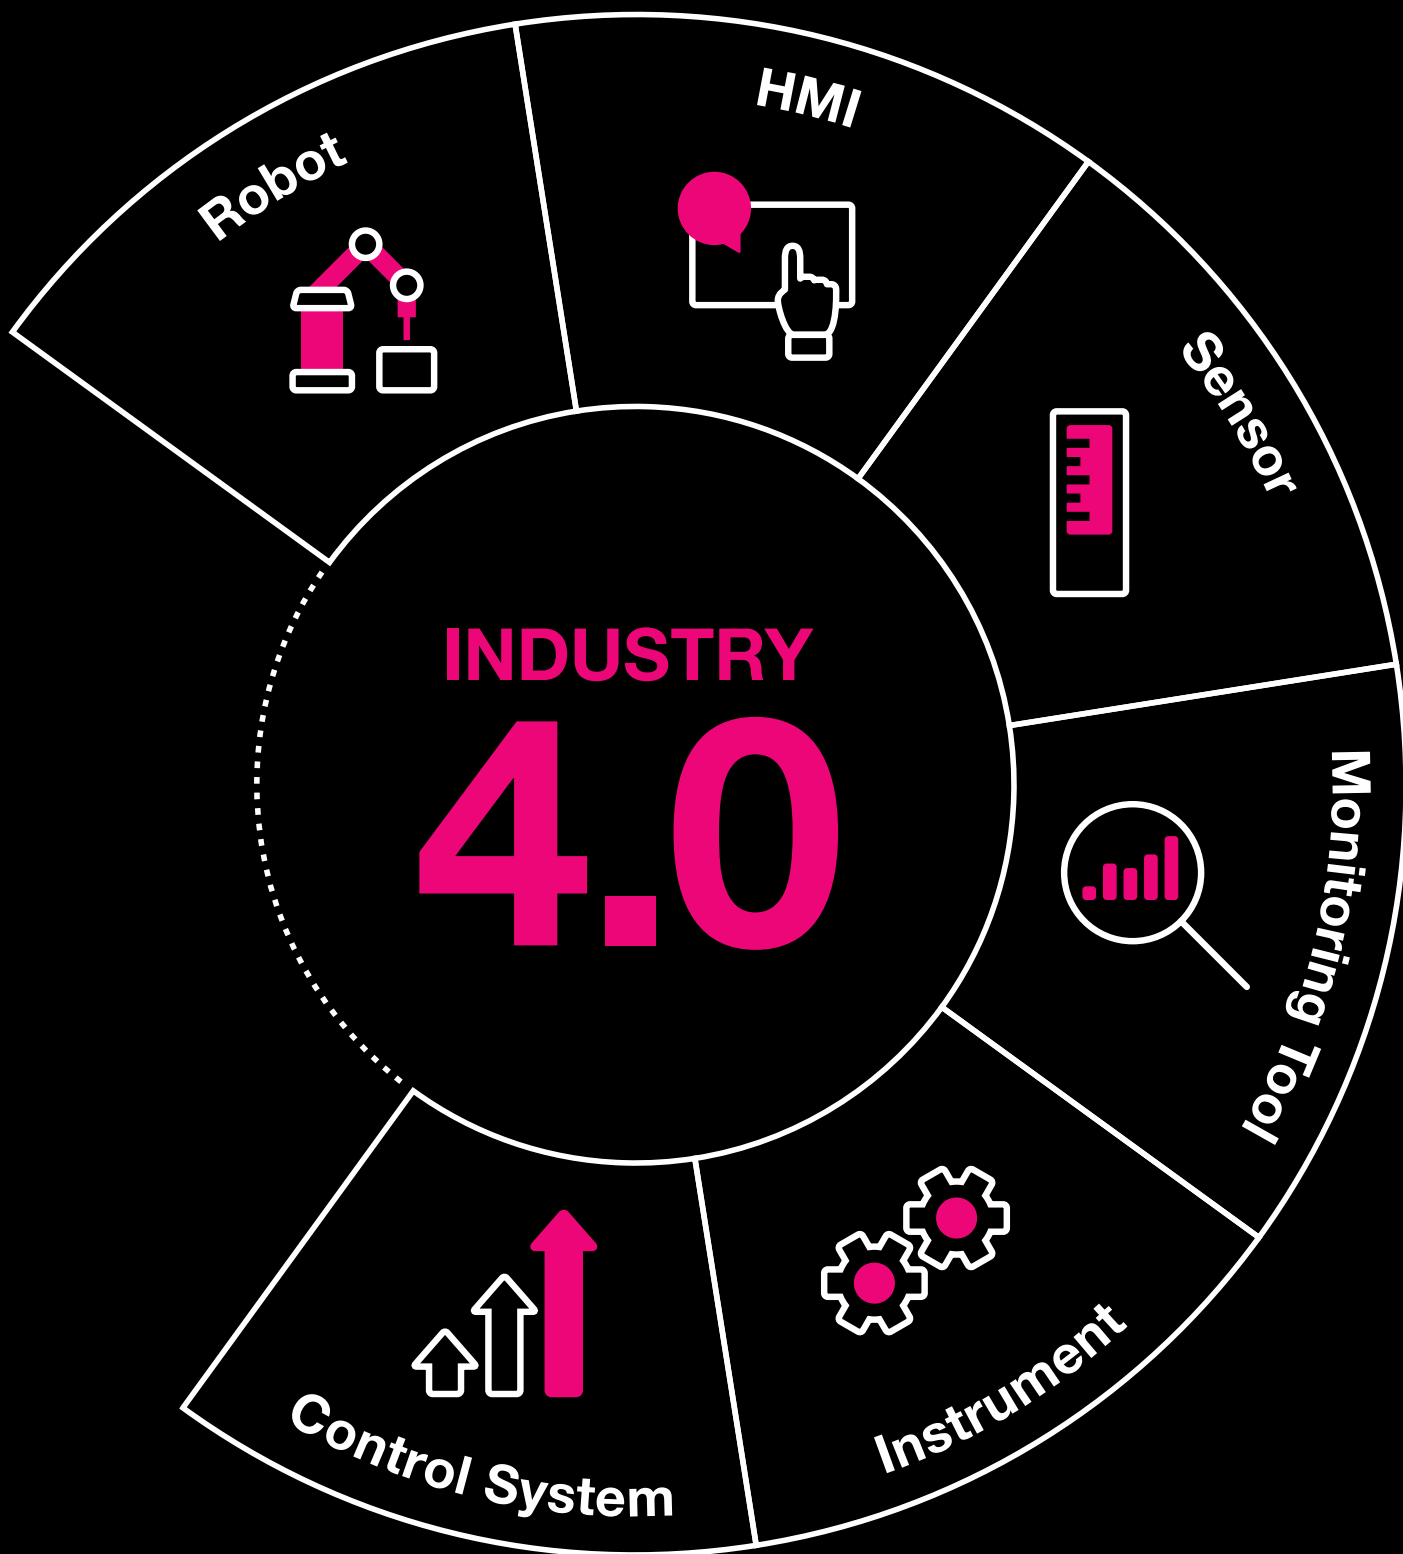 Robot
HMI
Sensor
Monitoring Tool
Instrument
Control System
INDUSTRY
4.0